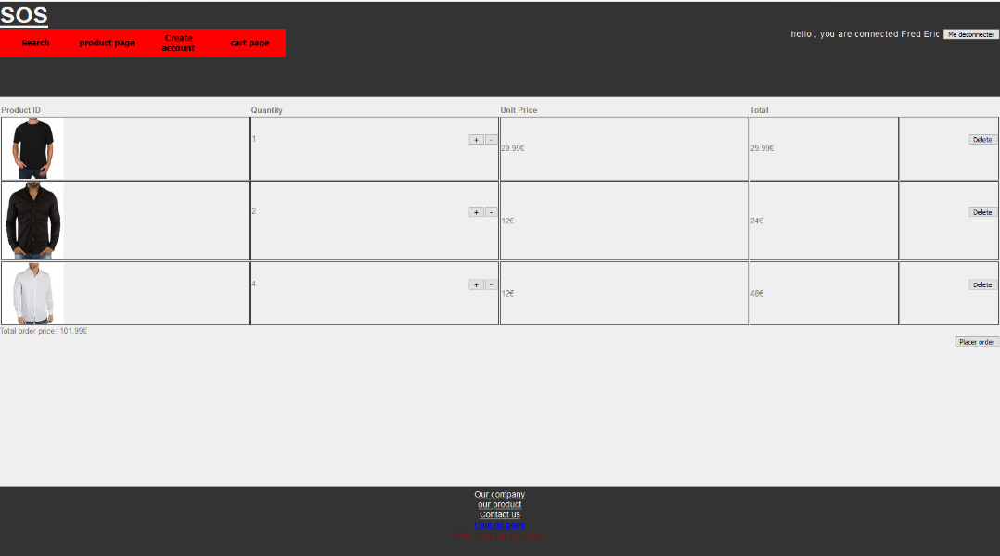 SOS
Search product page Create account cart page
hello , you are connected Fred Eric Me déconnecter
Product ID Quantity Unit Price Total
1 + - 29.99€ 29.99€ Delete
2 + - 12€ 24€ Delete
4 + - 12€ 48€ Delete
Total order price: 101.99€
Placer order
Our company
our product
Contact us
Haut de page